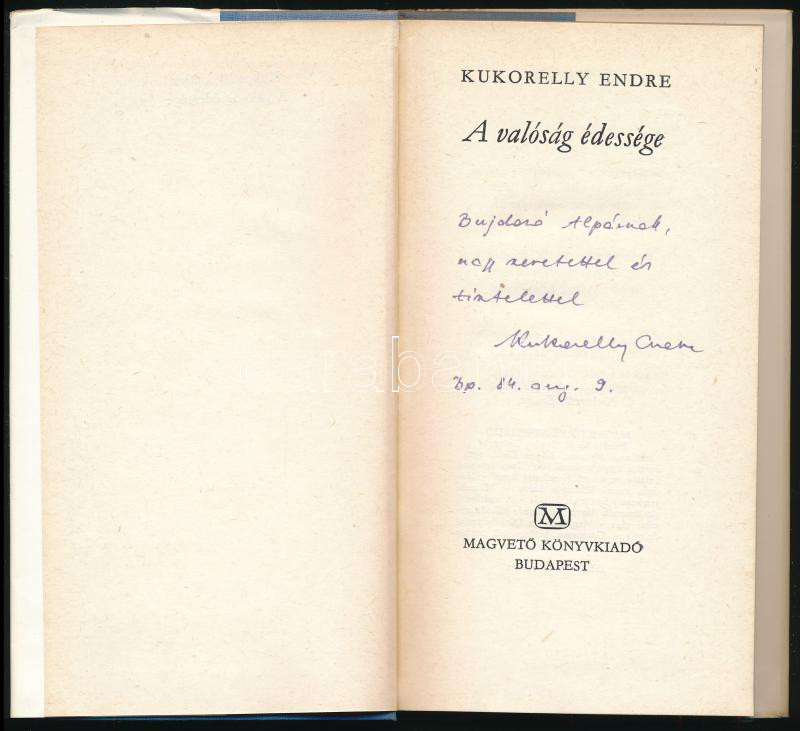 KUKORELLY ENDRE
A valóság édessége
Bujdosó Alpárnak,
nagy szeretettel és
tisztelettel
Kukorelly Endre
Bp. 84. aug. 9.
darabanth
M
MAGVETŐ KÖNYVKIADÓ
BUDAPEST